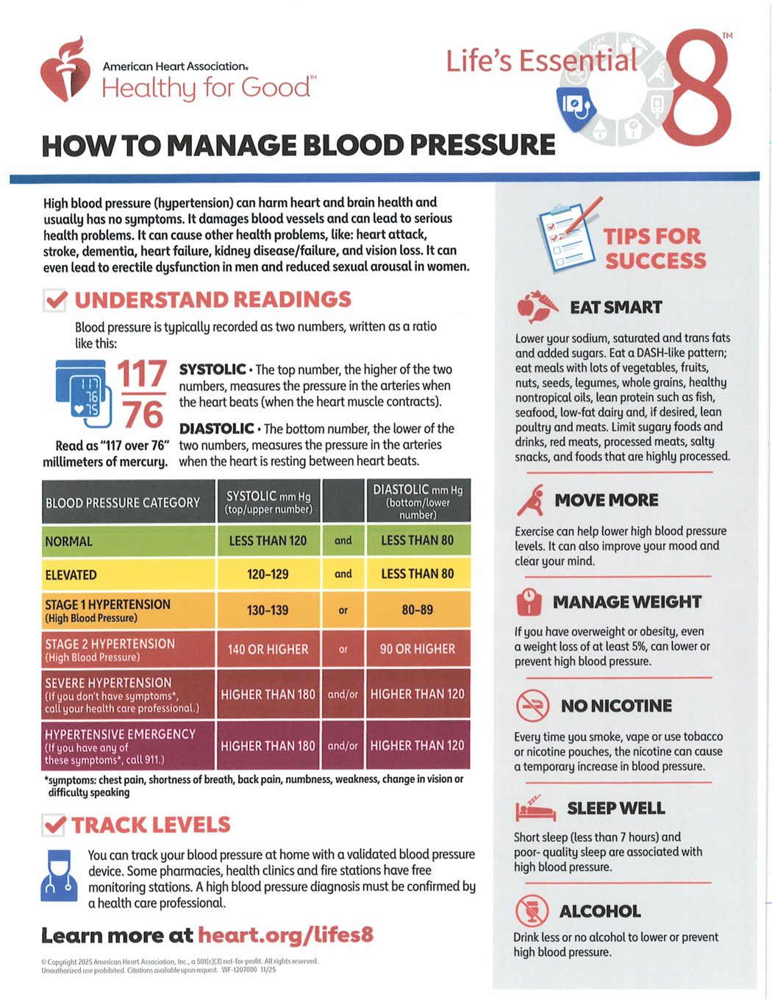 American Heart Association®
Healthy for Good™
Life's Essential 8™
HOW TO MANAGE BLOOD PRESSURE
High blood pressure (hypertension) can harm heart and brain health and
usually has no symptoms. It damages blood vessels and can lead to serious
health problems. It can cause other health problems, like: heart attack,
stroke, dementia, heart failure, kidney disease/failure, and vision loss. It can
even lead to erectile dysfunction in men and reduced sexual arousal in women.
UNDERSTAND READINGS
Blood pressure is typically recorded as two numbers, written as a ratio
like this:
117
76
75
117
76
Read as "117 over 76"
millimeters of mercury.
SYSTOLIC • The top number, the higher of the two
numbers, measures the pressure in the arteries when
the heart beats (when the heart muscle contracts).
DIASTOLIC • The bottom number, the lower of the
two numbers, measures the pressure in the arteries
when the heart is resting between heart beats.
BLOOD PRESSURE CATEGORY
SYSTOLIC mm Hg
(top/upper number)
DIASTOLIC mm Hg
(bottom/lower
number)
NORMAL
LESS THAN 120
and
LESS THAN 80
ELEVATED
120–129
and
LESS THAN 80
STAGE 1 HYPERTENSION
(High Blood Pressure)
130–139
or
80–89
STAGE 2 HYPERTENSION
(High Blood Pressure)
140 OR HIGHER
or
90 OR HIGHER
SEVERE HYPERTENSION
(If you don't have symptoms*,
call your health care professional.)
HIGHER THAN 180
and/or
HIGHER THAN 120
HYPERTENSIVE EMERGENCY
(If you have any of
these symptoms*, call 911.)
HIGHER THAN 180
and/or
HIGHER THAN 120
*symptoms: chest pain, shortness of breath, back pain, numbness, weakness, change in vision or
difficulty speaking
TRACK LEVELS
You can track your blood pressure at home with a validated blood pressure
device. Some pharmacies, health clinics and fire stations have free
monitoring stations. A high blood pressure diagnosis must be confirmed by
a health care professional.
Learn more at heart.org/lifes8
© Copyright 2025 American Heart Association, Inc., a 501(c)(3) not-for-profit. All rights reserved.
Unauthorized use prohibited. Citations available upon request. WF-1207000 11/25
TIPS FOR
SUCCESS
EAT SMART
Lower your sodium, saturated and trans fats
and added sugars. Eat a DASH-like pattern;
eat meals with lots of vegetables, fruits,
nuts, seeds, legumes, whole grains, healthy
nontropical oils, lean protein such as fish,
seafood, low-fat dairy and, if desired, lean
poultry and meats. Limit sugary foods and
drinks, red meats, processed meats, salty
snacks, and foods that are highly processed.
MOVE MORE
Exercise can help lower high blood pressure
levels. It can also improve your mood and
clear your mind.
MANAGE WEIGHT
If you have overweight or obesity, even
a weight loss of at least 5%, can lower or
prevent high blood pressure.
NO NICOTINE
Every time you smoke, vape or use tobacco
or nicotine pouches, the nicotine can cause
a temporary increase in blood pressure.
SLEEP WELL
zzz
Short sleep (less than 7 hours) and
poor- quality sleep are associated with
high blood pressure.
ALCOHOL
Drink less or no alcohol to lower or prevent
high blood pressure.